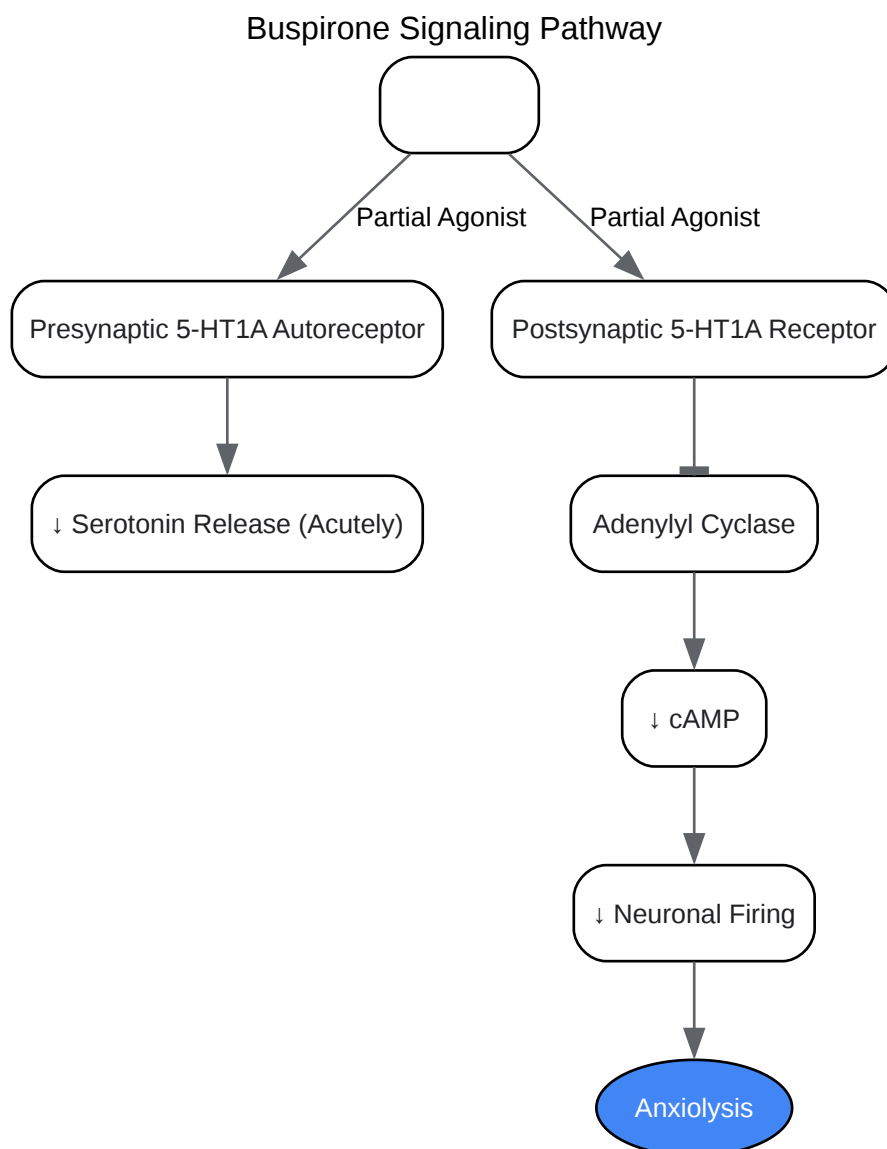 Buspirone Signaling Pathway
Partial Agonist
Partial Agonist
Presynaptic 5-HT1A Autoreceptor
Postsynaptic 5-HT1A Receptor
↓ Serotonin Release (Acutely)
Adenylyl Cyclase
↓ cAMP
↓ Neuronal Firing
Anxiolysis